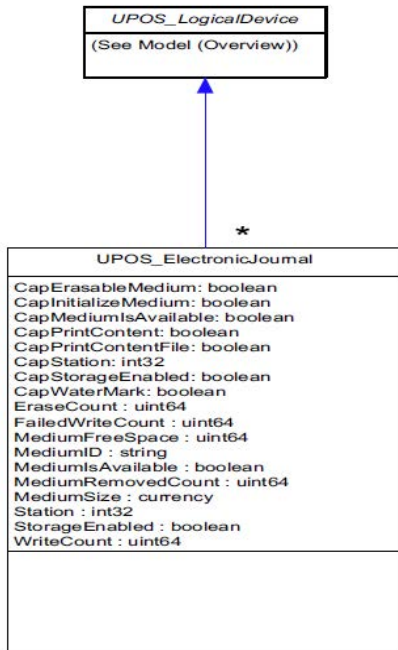 UPOS_LogicalDevice
(See Model (Overview))
*
UPOS_ElectronicJournal
CapErasableMedium: boolean
CapInitializeMedium: boolean
CapMediumIsAvailable: boolean
CapPrintContent: boolean
CapPrintContentFile: boolean
CapStation: int32
CapStorageEnabled: boolean
CapWaterMark: boolean
EraseCount : uint64
FailedWriteCount : uint64
MediumFreeSpace : uint64
MediumID : string
MediumIsAvailable : boolean
MediumRemovedCount : uint64
MediumSize : currency
Station : int32
StorageEnabled : boolean
WriteCount : uint64